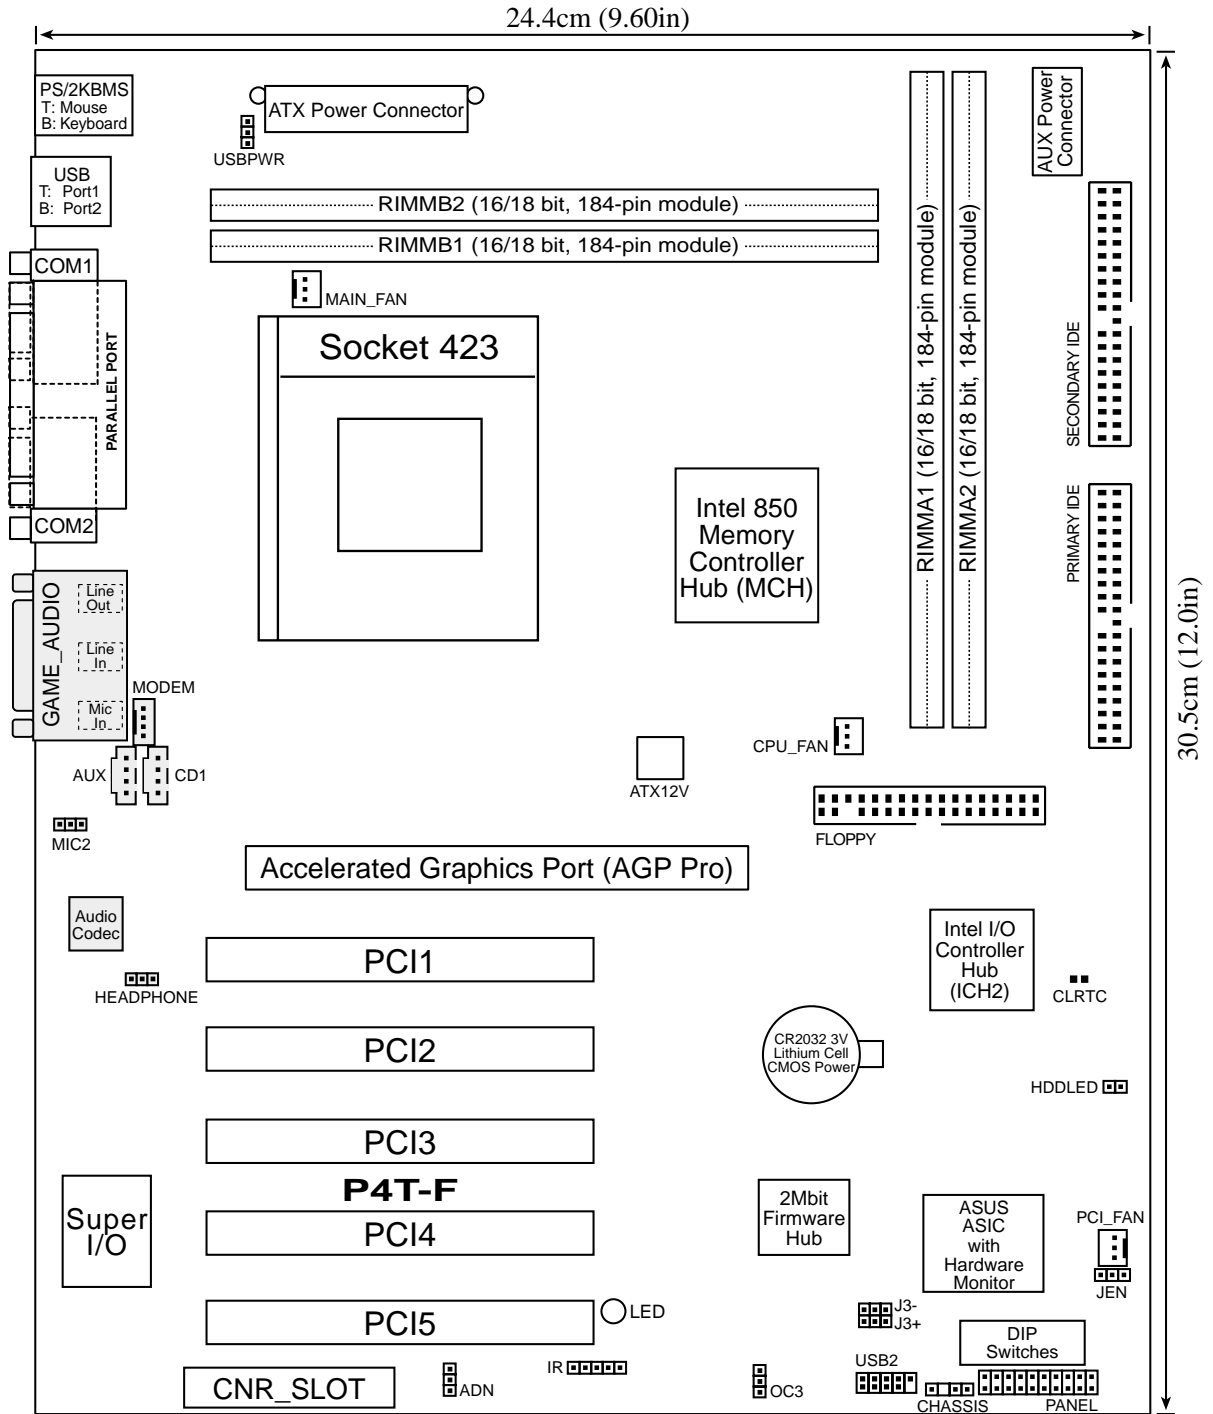 24.4cm (9.60in)
PS/2KBMS
T: Mouse
B: Keyboard
ATX Power Connector
USBPWR
AUX Power
Connector
USB
T: Port1
B: Port2
RIMMB2 (16/18 bit, 184-pin module)
RIMMB1 (16/18 bit, 184-pin module)
COM1
MAIN_FAN
PARALLEL PORT
Socket 423
RIMMA1 (16/18 bit, 184-pin module)
RIMMA2 (16/18 bit, 184-pin module)
SECONDARY IDE
PRIMARY IDE
30.5cm (12.0in)
COM2
Intel 850
Memory
Controller
Hub (MCH)
GAME_AUDIO
Line
Out
Line
In
Mic
In
MODEM
AUX
CD1
CPU_FAN
ATX12V
MIC2
FLOPPY
Accelerated Graphics Port (AGP Pro)
Audio
Codec
PCI1
Intel I/O
Controller
Hub
(ICH2)
HEADPHONE
CLRTC
PCI2
CR2032 3V
Lithium Cell
CMOS Power
HDDLED
PCI3
P4T-F
Super
I/O
PCI4
2Mbit
Firmware
Hub
ASUS
ASIC
with
Hardware
Monitor
PCI_FAN
JEN
PCI5
LED
J3-
J3+
DIP
Switches
CNR_SLOT
ADN
IR
OC3
USB2
CHASSIS
PANEL